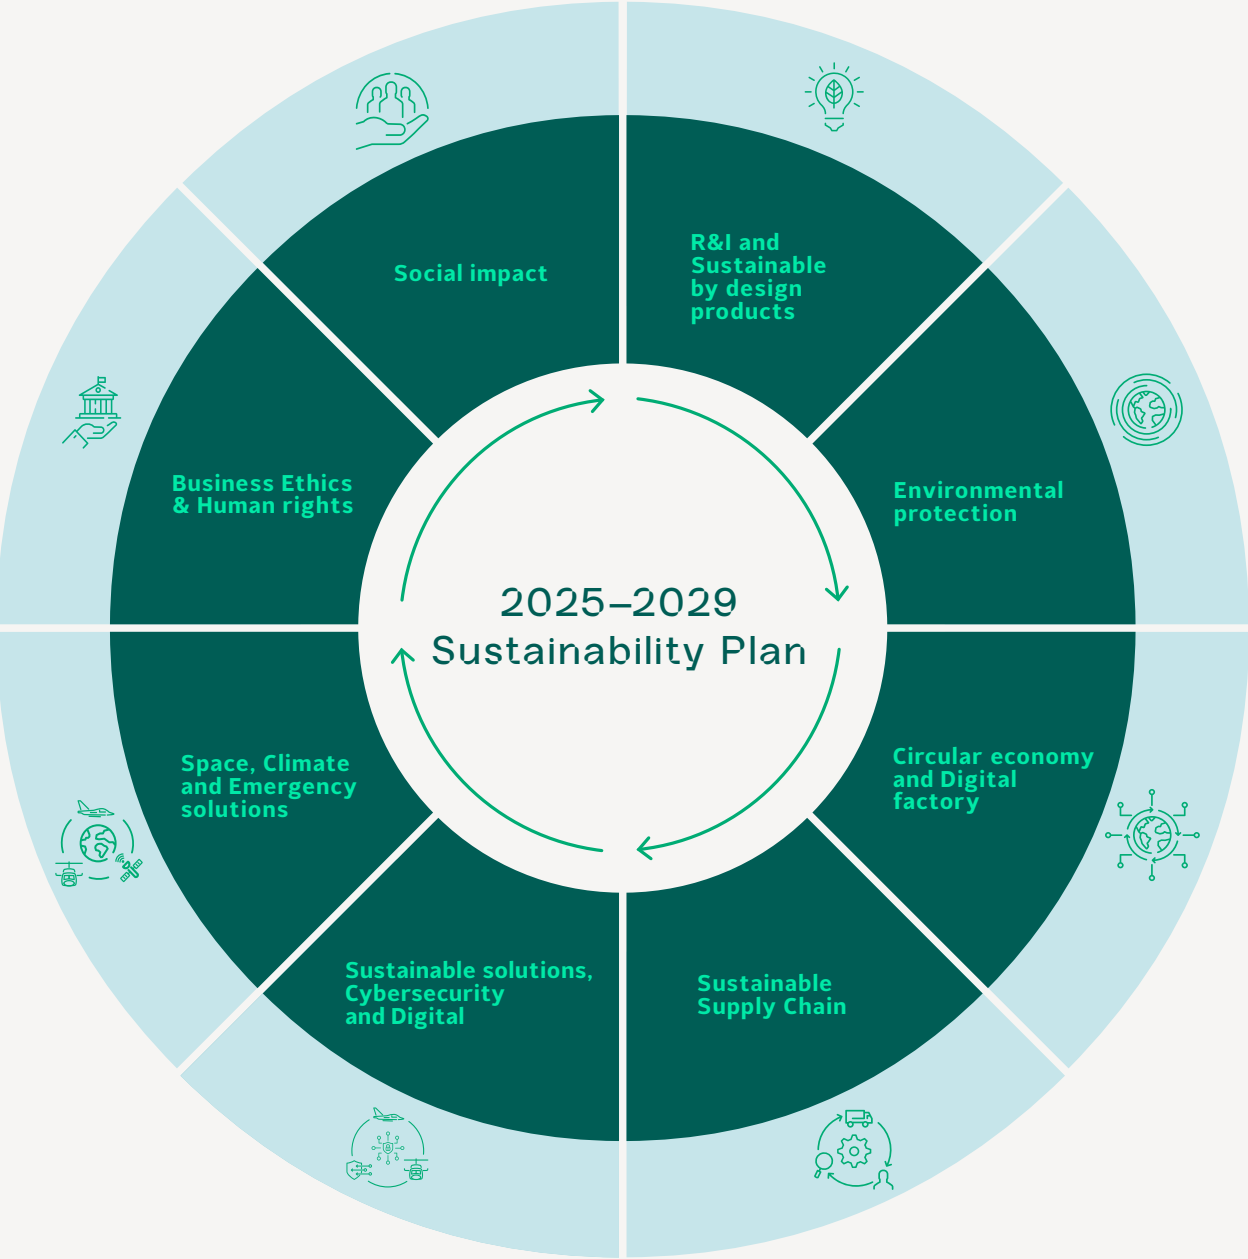 Social impact
R&I and
Sustainable
by design
products
Environmental
protection
Circular economy
and Digital
factory
Sustainable
Supply Chain
Sustainable solutions,
Cybersecurity
and Digital
Space, Climate
and Emergency
solutions
Business Ethics
& Human rights
2025–2029
Sustainability Plan